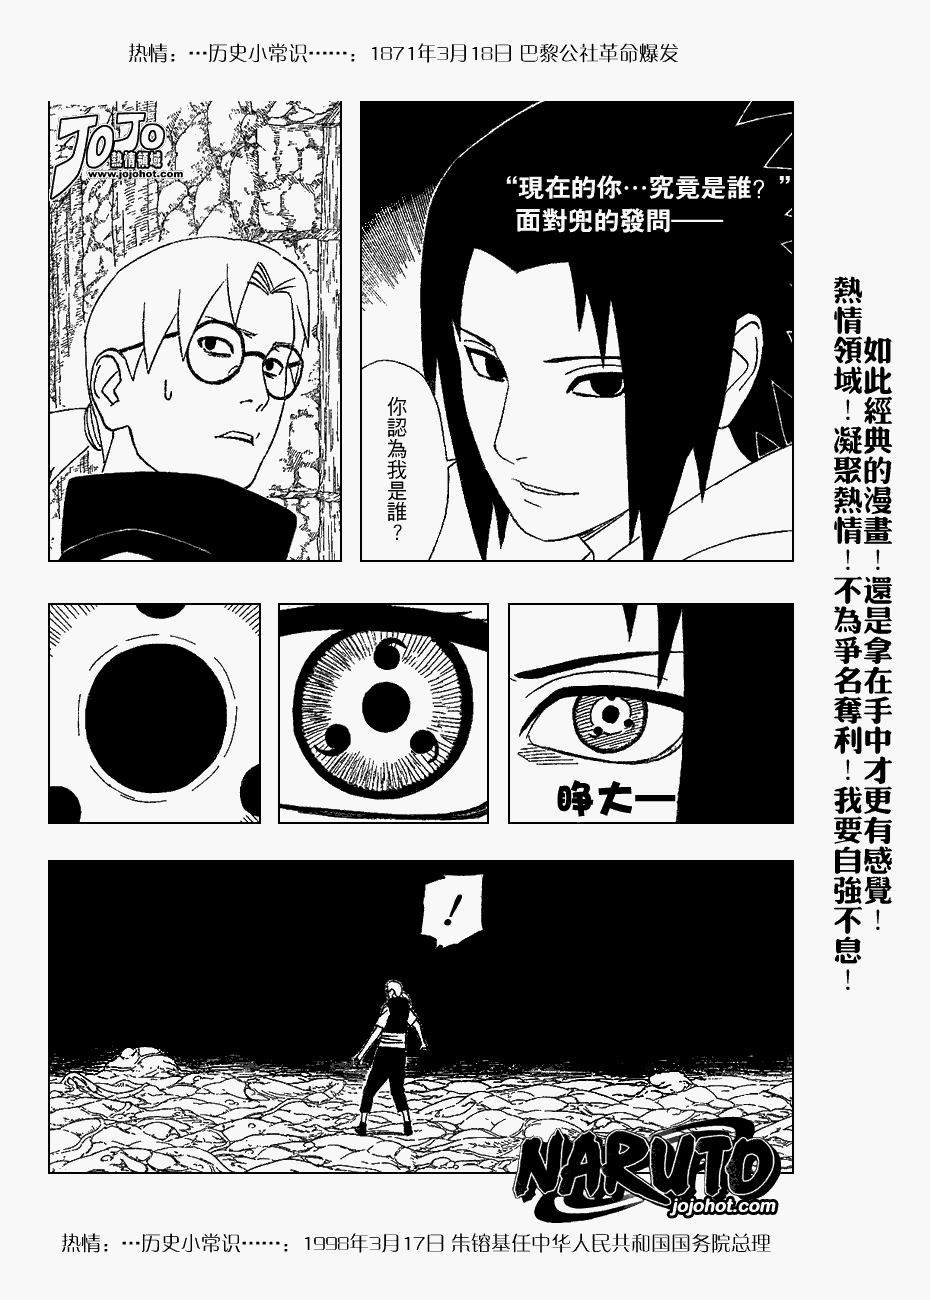 热情：…历史小常识……：1871年3月18日 巴黎公社革命爆发
JOJO
熱情領域
www.jojohot.com
“現在的你…究竟是誰？”
面對兜的發問——
你認為我是誰？
如此經典的漫畫！還是拿在手中才更有感覺！
熱情領域！凝聚熱情！不為爭名奪利！我要自強不息！
睜大—
！
NARUTO
jojohot.com
热情：…历史小常识……：1998年3月17日 朱镕基任中华人民共和国国务院总理